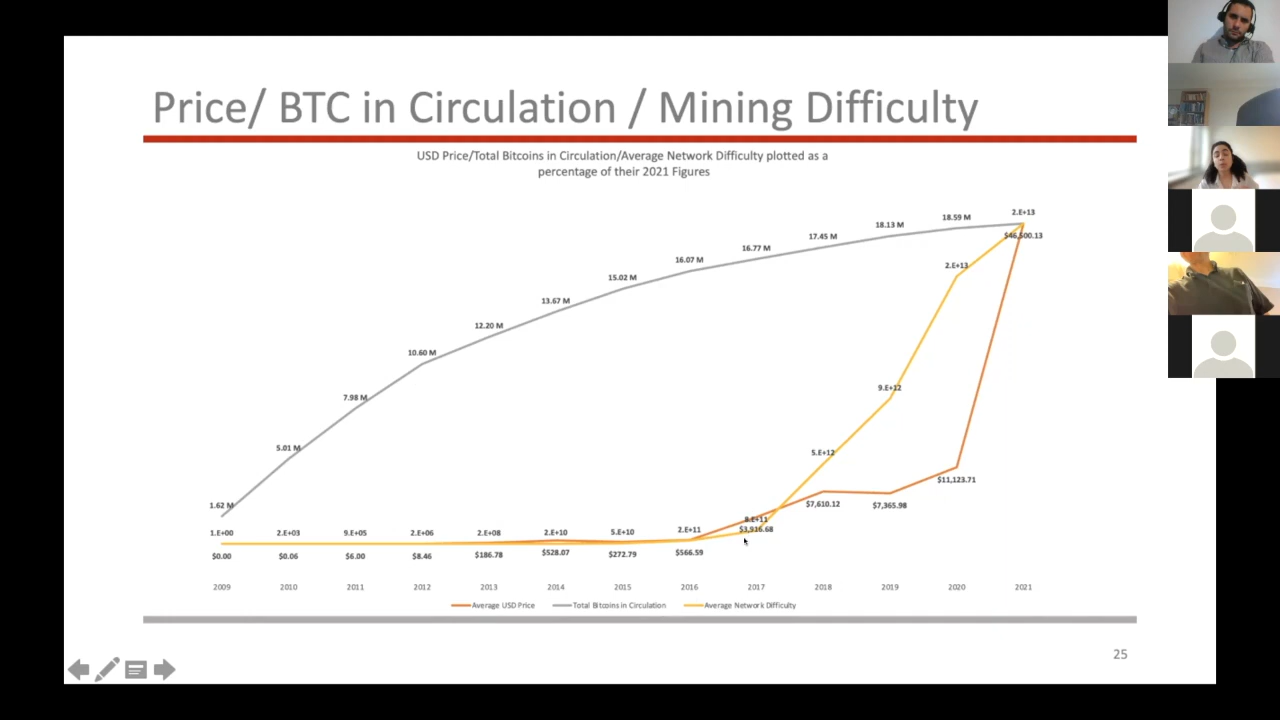 Price/ BTC in Circulation / Mining Difficulty
USD Price/Total Bitcoins in Circulation/Average Network Difficulty plotted as a
percentage of their 2021 Figures
2.E+13
18.59 M
18.13 M
$46,500.13
17.45 M
16.77 M
16.07 M
2.E+13
15.02 M
13.67 M
12.20 M
10.60 M
9.E+12
7.98 M
5.01 M
5.E+12
$11,123.71
1.62 M
$7,610.12
$7,365.98
8.E+11
$3,916.68
1.E+00 2.E+03 9.E+05 2.E+06 2.E+08 2.E+10 5.E+10 2.E+11
$0.00 $0.06 $6.00 $8.46 $186.78 $528.07 $272.79 $566.59
2009 2010 2011 2012 2013 2014 2015 2016 2017 2018 2019 2020 2021
Average USD Price Total Bitcoins in Circulation Average Network Difficulty
25